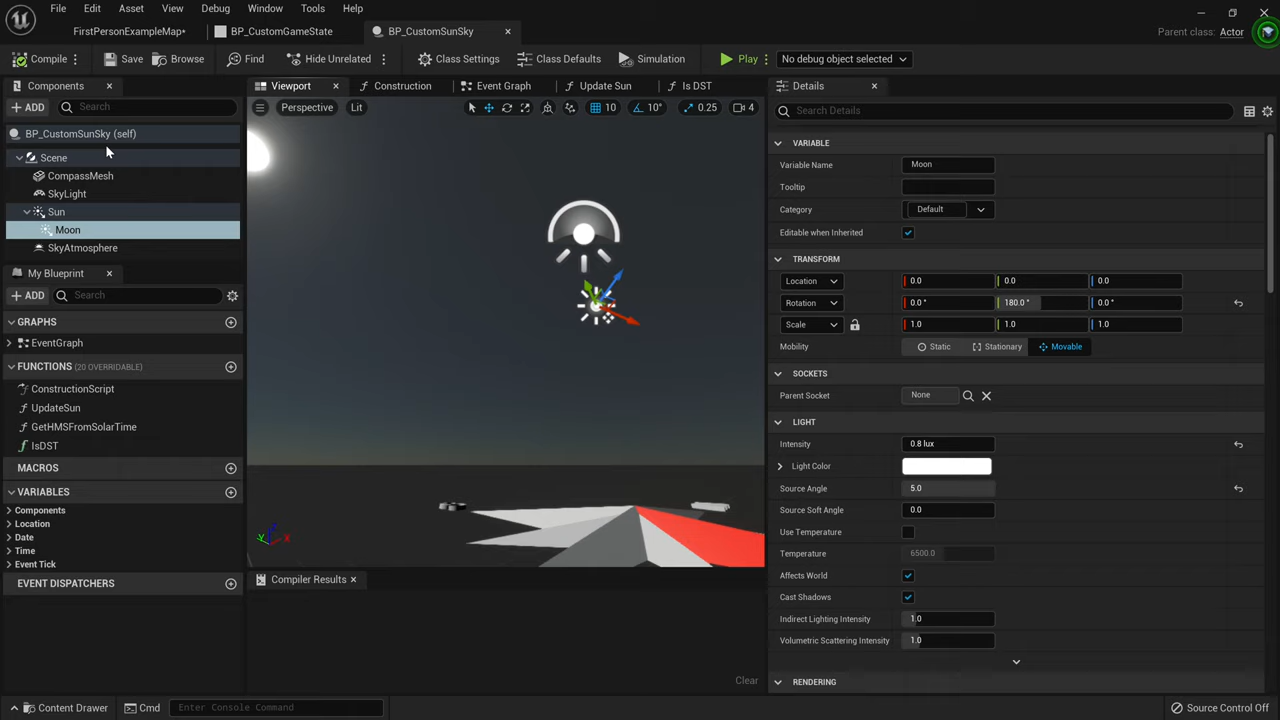 File Edit Asset View Debug Window Tools Help
FirstPersonExampleMap* BP_CustomGameState BP_CustomSunSky Parent class: Actor
Compile Save Browse Find Hide Unrelated Class Settings Class Defaults Simulation Play No debug object selected
Components Viewport Construction Event Graph Update Sun Is DST Details
ADD Search Perspective Lit 10 10° 0.25 4 Search Details
BP_CustomSunSky (self)
Scene
CompassMesh
SkyLight
Sun
Moon
SkyAtmosphere
My Blueprint
ADD Search
GRAPHS
EventGraph
FUNCTIONS (20 OVERRIDABLE)
ConstructionScript
UpdateSun
GetHMSFromSolarTime
IsDST
MACROS
VARIABLES
Components
Location
Date
Time
Event Tick
EVENT DISPATCHERS
Z
Y X
Compiler Results
Clear
VARIABLE
Variable Name Moon
Tooltip
Category Default
Editable when Inherited
TRANSFORM
Location 0.0 0.0 0.0
Rotation 0.0 ° 180.0 ° 0.0 °
Scale 1.0 1.0 1.0
Mobility Static Stationary Movable
SOCKETS
Parent Socket None
LIGHT
Intensity 0.8 lux
Light Color
Source Angle 5.0
Source Soft Angle 0.0
Use Temperature
Temperature 6500.0
Affects World
Cast Shadows
Indirect Lighting Intensity 1.0
Volumetric Scattering Intensity 1.0
RENDERING
Content Drawer Cmd Enter Console Command Source Control Off